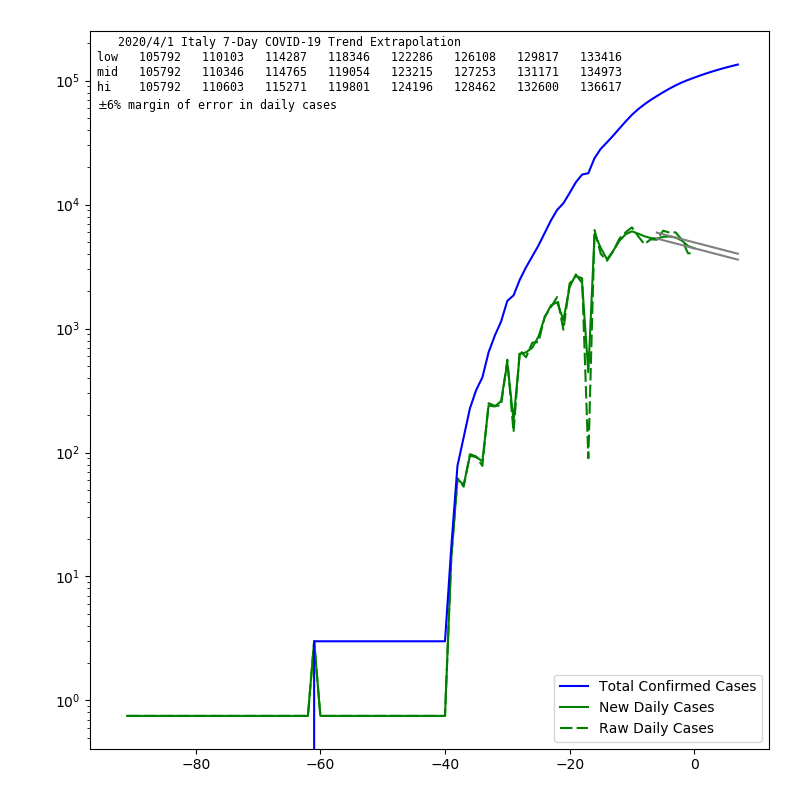 2020/4/1 Italy 7-Day COVID-19 Trend Extrapolation
low 105792 110103 114287 118346 122286 126108 129817 133416
mid 105792 110346 114765 119054 123215 127253 131171 134973
hi 105792 110603 115271 119801 124196 128462 132600 136617
±6% margin of error in daily cases
10⁵
10⁴
10³
10²
10¹
10⁰
Total Confirmed Cases
New Daily Cases
Raw Daily Cases
−80 −60 −40 −20 0